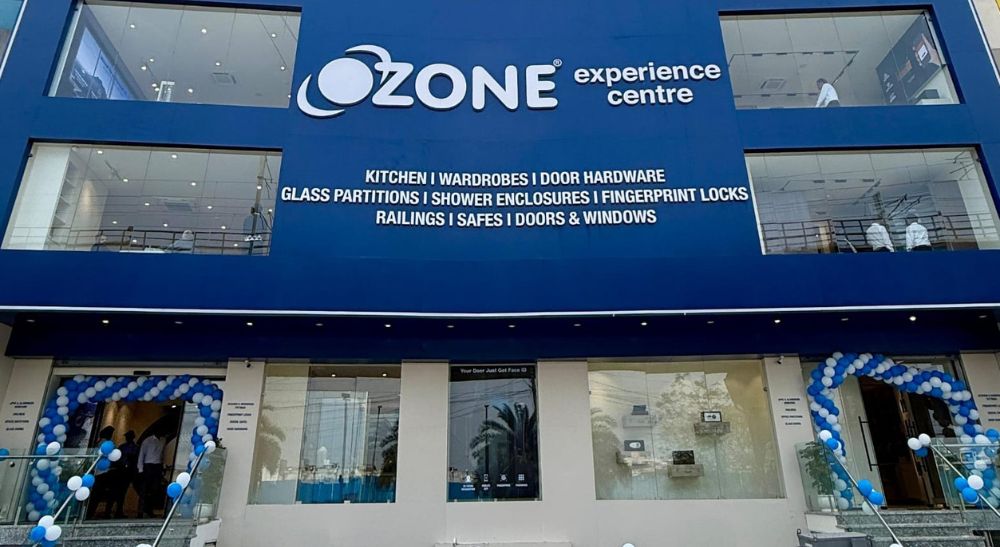 OZONE® experience
centre
KITCHEN | WARDROBES | DOOR HARDWARE
GLASS PARTITIONS | SHOWER ENCLOSURES | FINGERPRINT LOCKS
RAILINGS | SAFES | DOORS & WINDOWS
Your Door Just Got Face ID